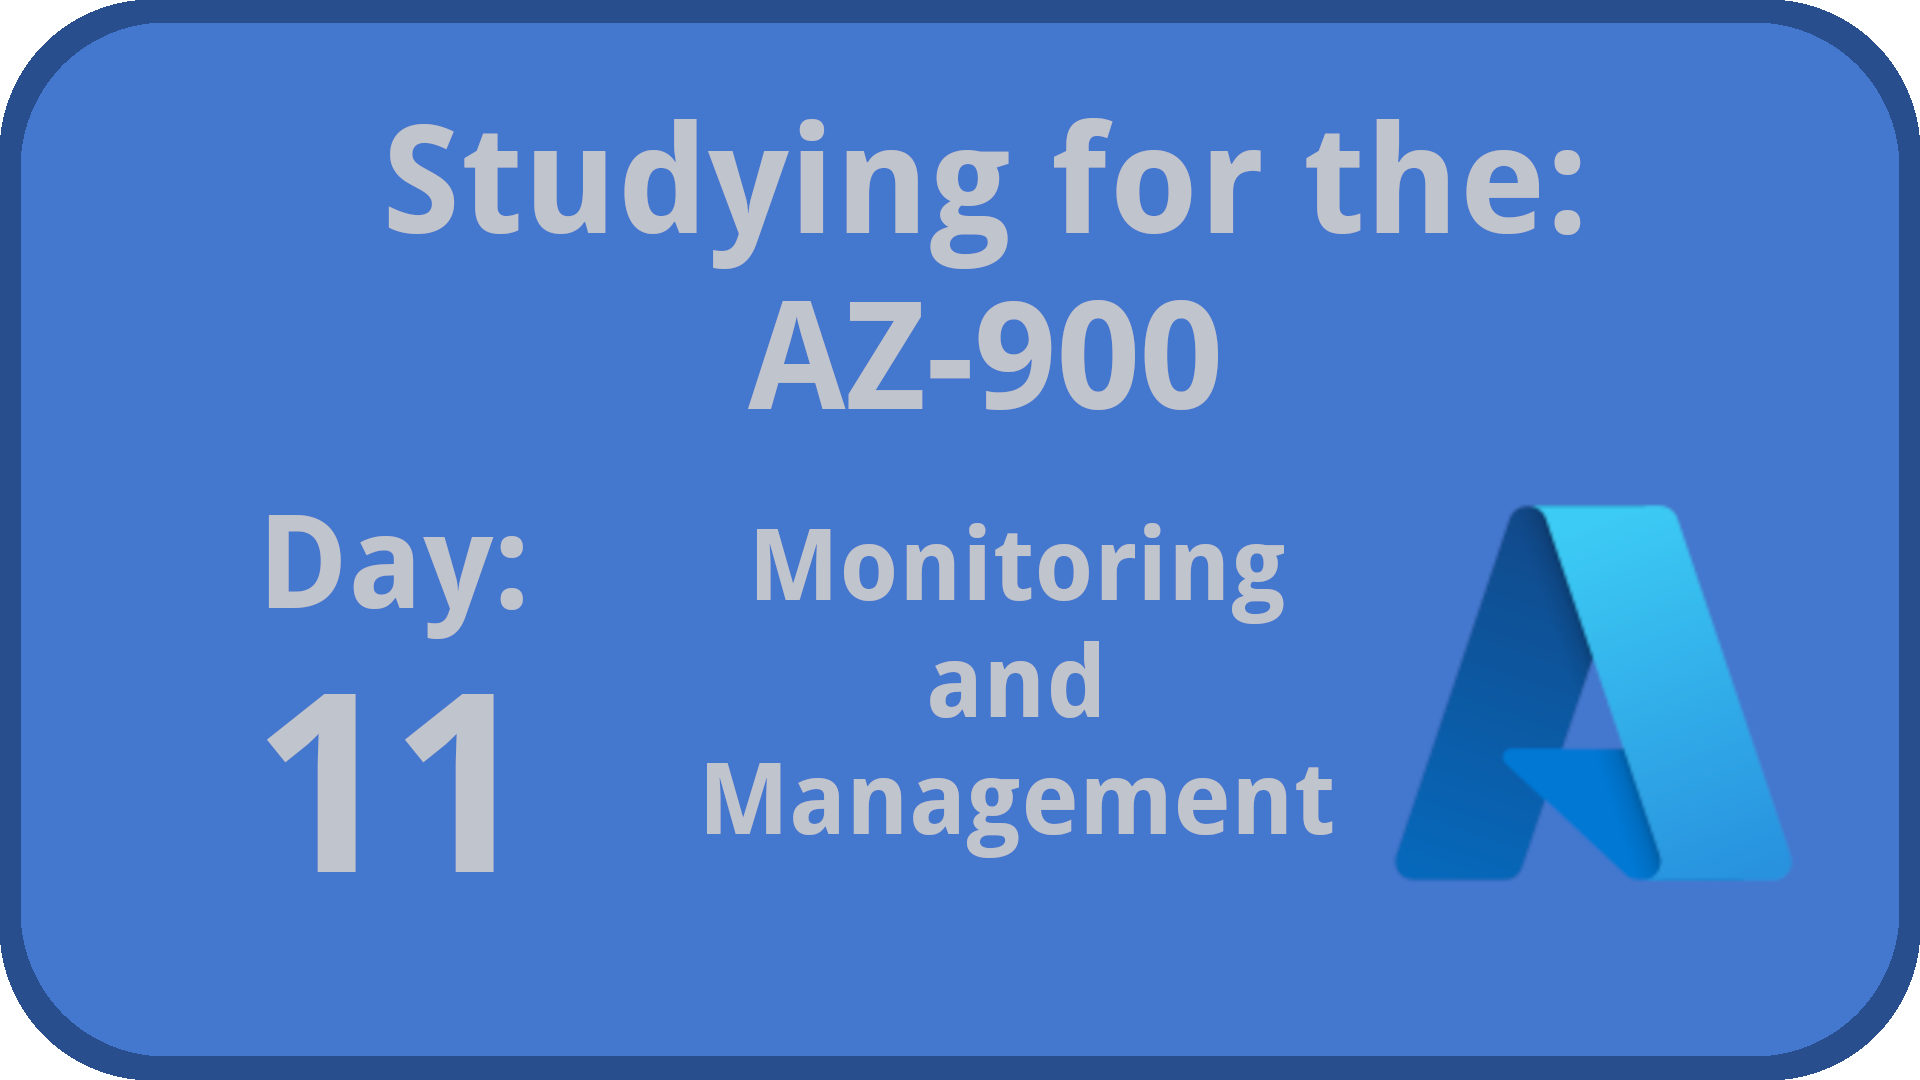 Studying for the:
AZ-900
Day:
11
Monitoring
and
Management